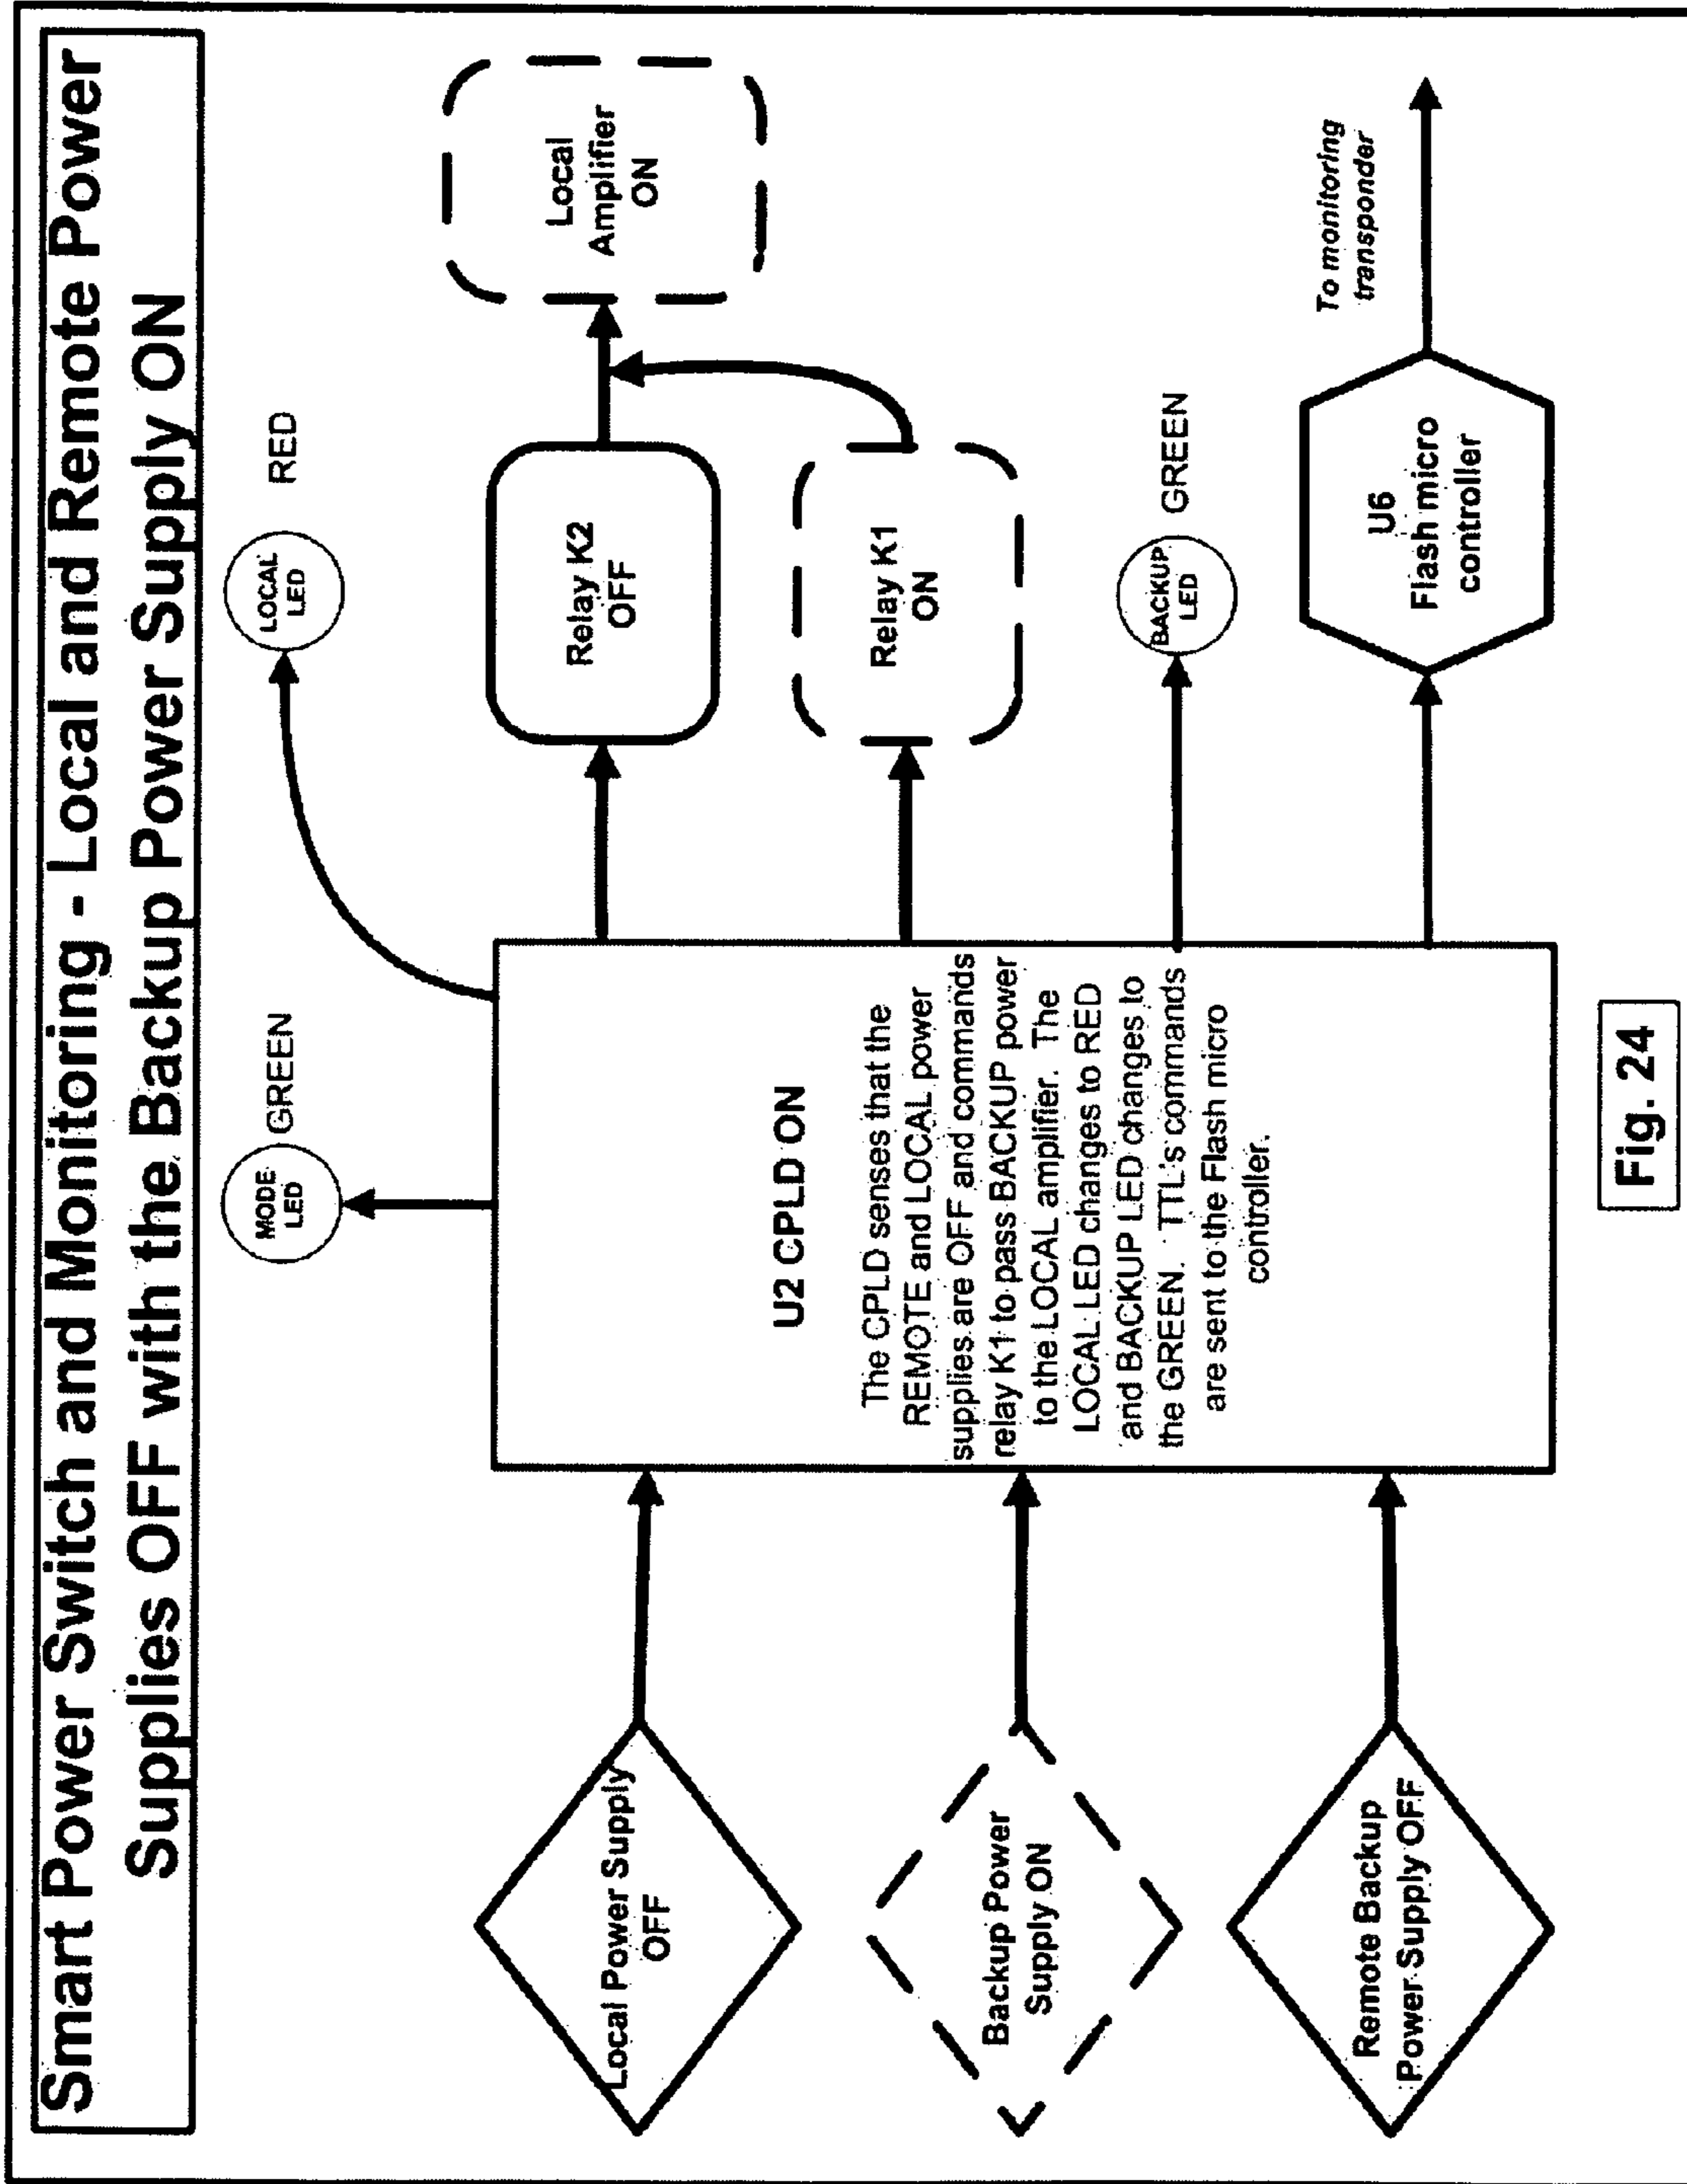 Smart Power Switch and Monitoring - Local and Remote Power
Supplies OFF with the Backup Power Supply ON
MODE
LED
GREEN
LOCAL
LED
RED
Local Power Supply
OFF
Backup Power
Supply ON
Remote Backup
Power Supply OFF
U2 CPLD ON
The CPLD senses that the
REMOTE and LOCAL power
supplies are OFF and commands
relay K1 to pass BACKUP power
to the LOCAL amplifier. The
LOCAL LED changes to RED
and BACKUP LED changes to
the GREEN. TTL's commands
are sent to the Flash micro
controller.
Relay K2
OFF
Relay K1
ON
Local
Amplifier
ON
BACKUP
LED
GREEN
U6
Flash micro
controller
To monitoring
transponder
Fig. 24